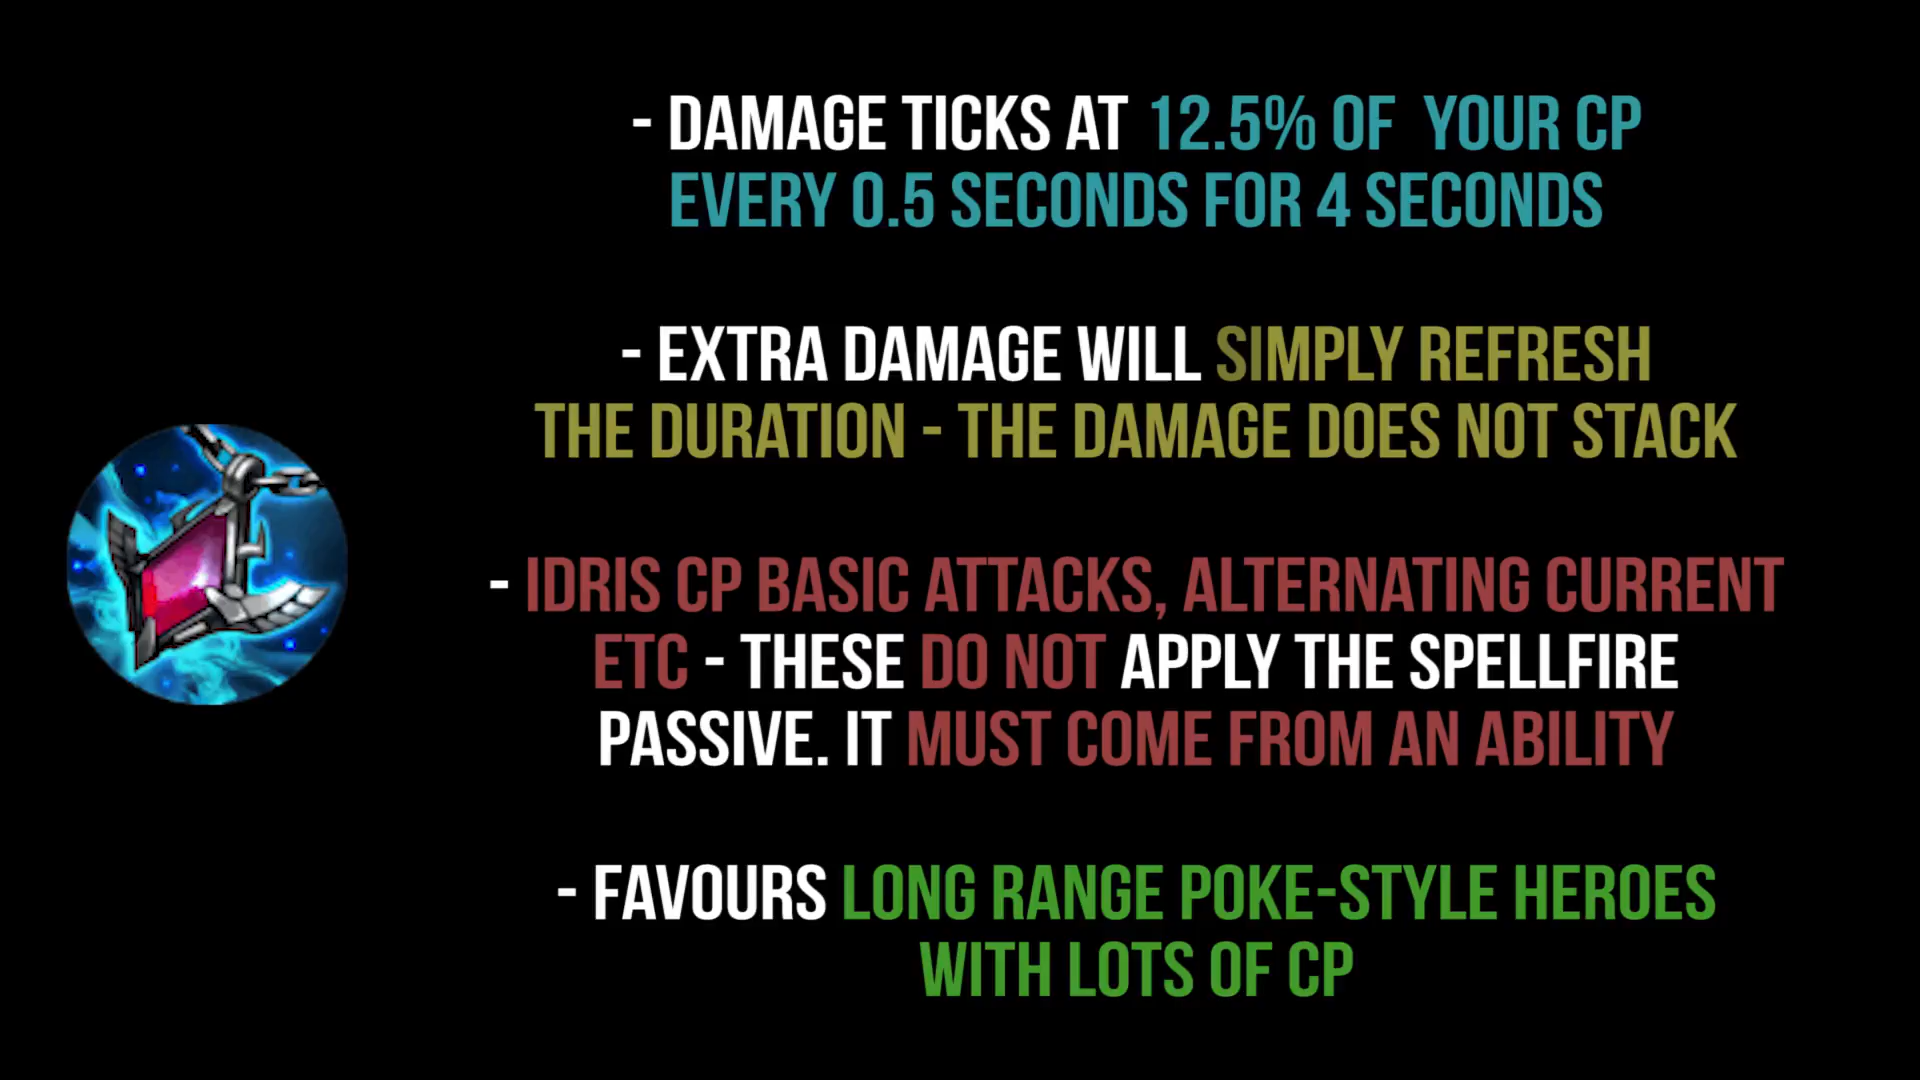 - DAMAGE TICKS AT 12.5% OF YOUR CP
EVERY 0.5 SECONDS FOR 4 SECONDS
- EXTRA DAMAGE WILL SIMPLY REFRESH
THE DURATION - THE DAMAGE DOES NOT STACK
- IDRIS CP BASIC ATTACKS, ALTERNATING CURRENT
ETC - THESE DO NOT APPLY THE SPELLFIRE
PASSIVE. IT MUST COME FROM AN ABILITY
- FAVOURS LONG RANGE POKE-STYLE HEROES
WITH LOTS OF CP